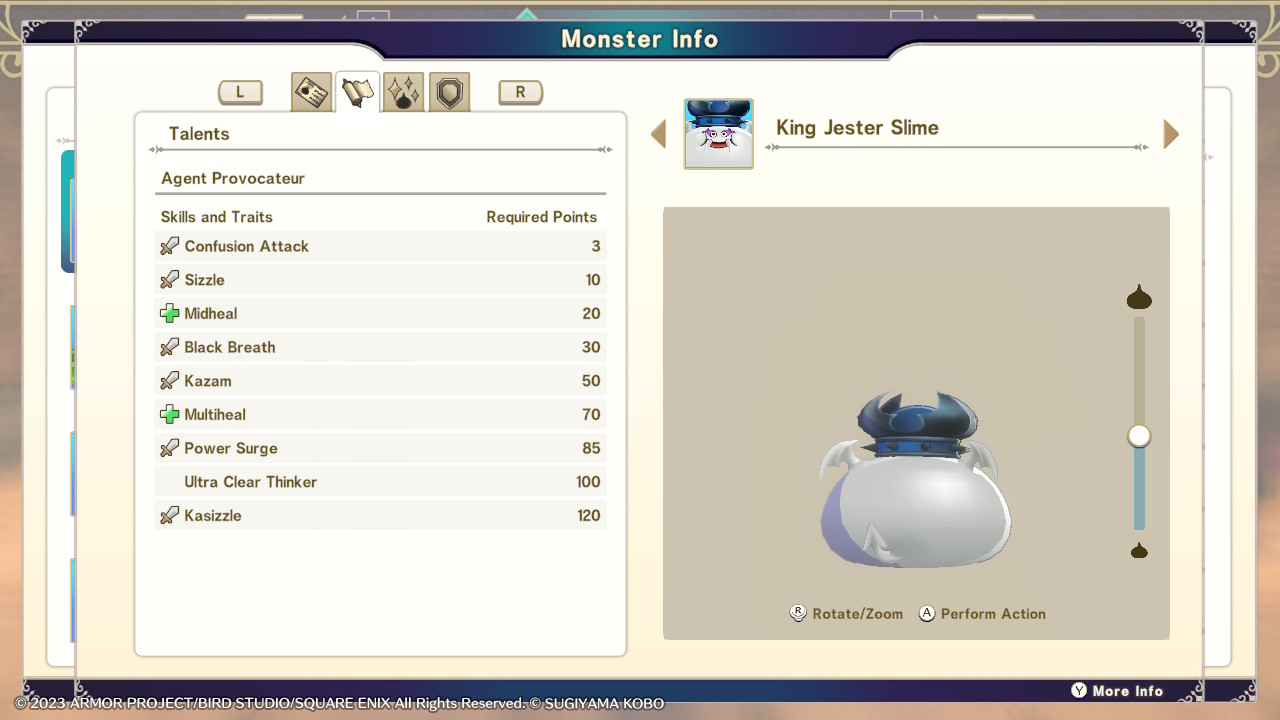 Monster Info
L
R
Talents
King Jester Slime
Agent Provocateur
Skills and Traits Required Points
Confusion Attack 3
Sizzle 10
Midheal 20
Black Breath 30
Kazam 50
Multiheal 70
Power Surge 85
Ultra Clear Thinker 100
Kasizzle 120
R Rotate/Zoom A Perform Action
Y More Info
© 2023 ARMOR PROJECT/BIRD STUDIO/SQUARE ENIX All Rights Reserved. © SUGIYAMA KOBO